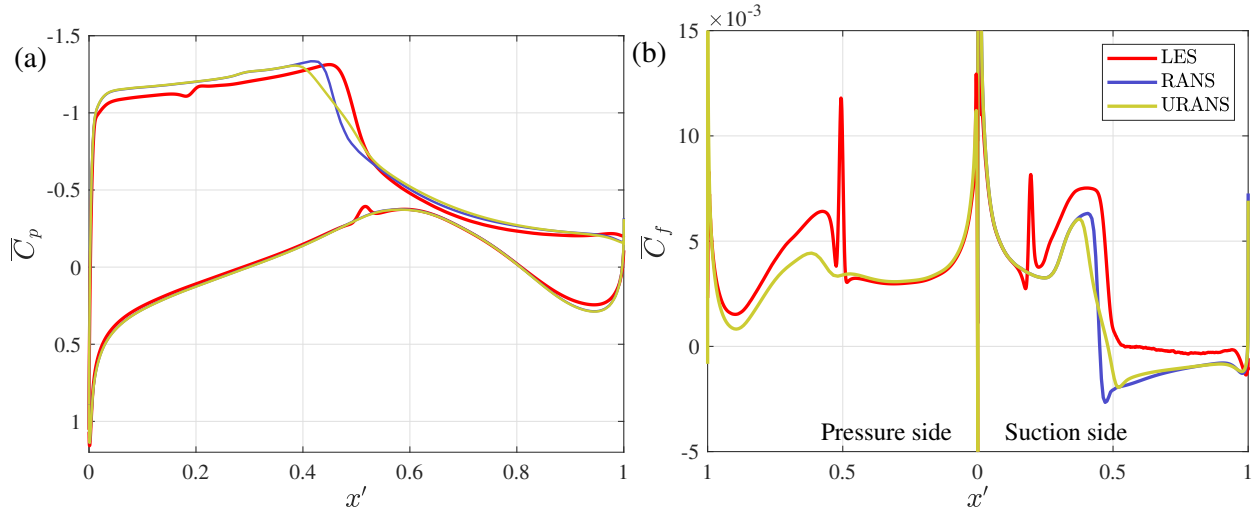 (a)
-1.5
-1
-0.5
0
0.5
1
0 0.2 0.4 0.6 0.8 1
x′
C̅_p
(b)
×10⁻³
15
10
5
0
-5
1 0.5 0 0.5 1
x′
C̅_f
LES
RANS
URANS
Pressure side Suction side